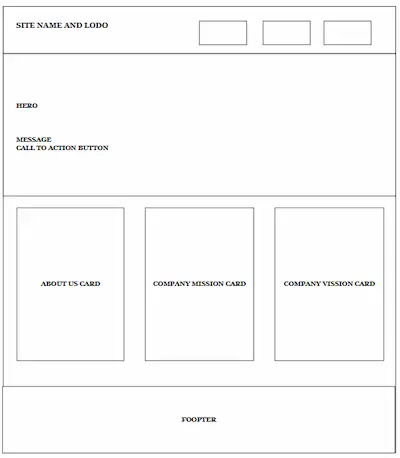 SITE NAME AND LODO
HERO
MESSAGE
CALL TO ACTION BUTTON
ABOUT US CARD
COMPANY MISSION CARD
COMPANY VISSION CARD
FOOPTER